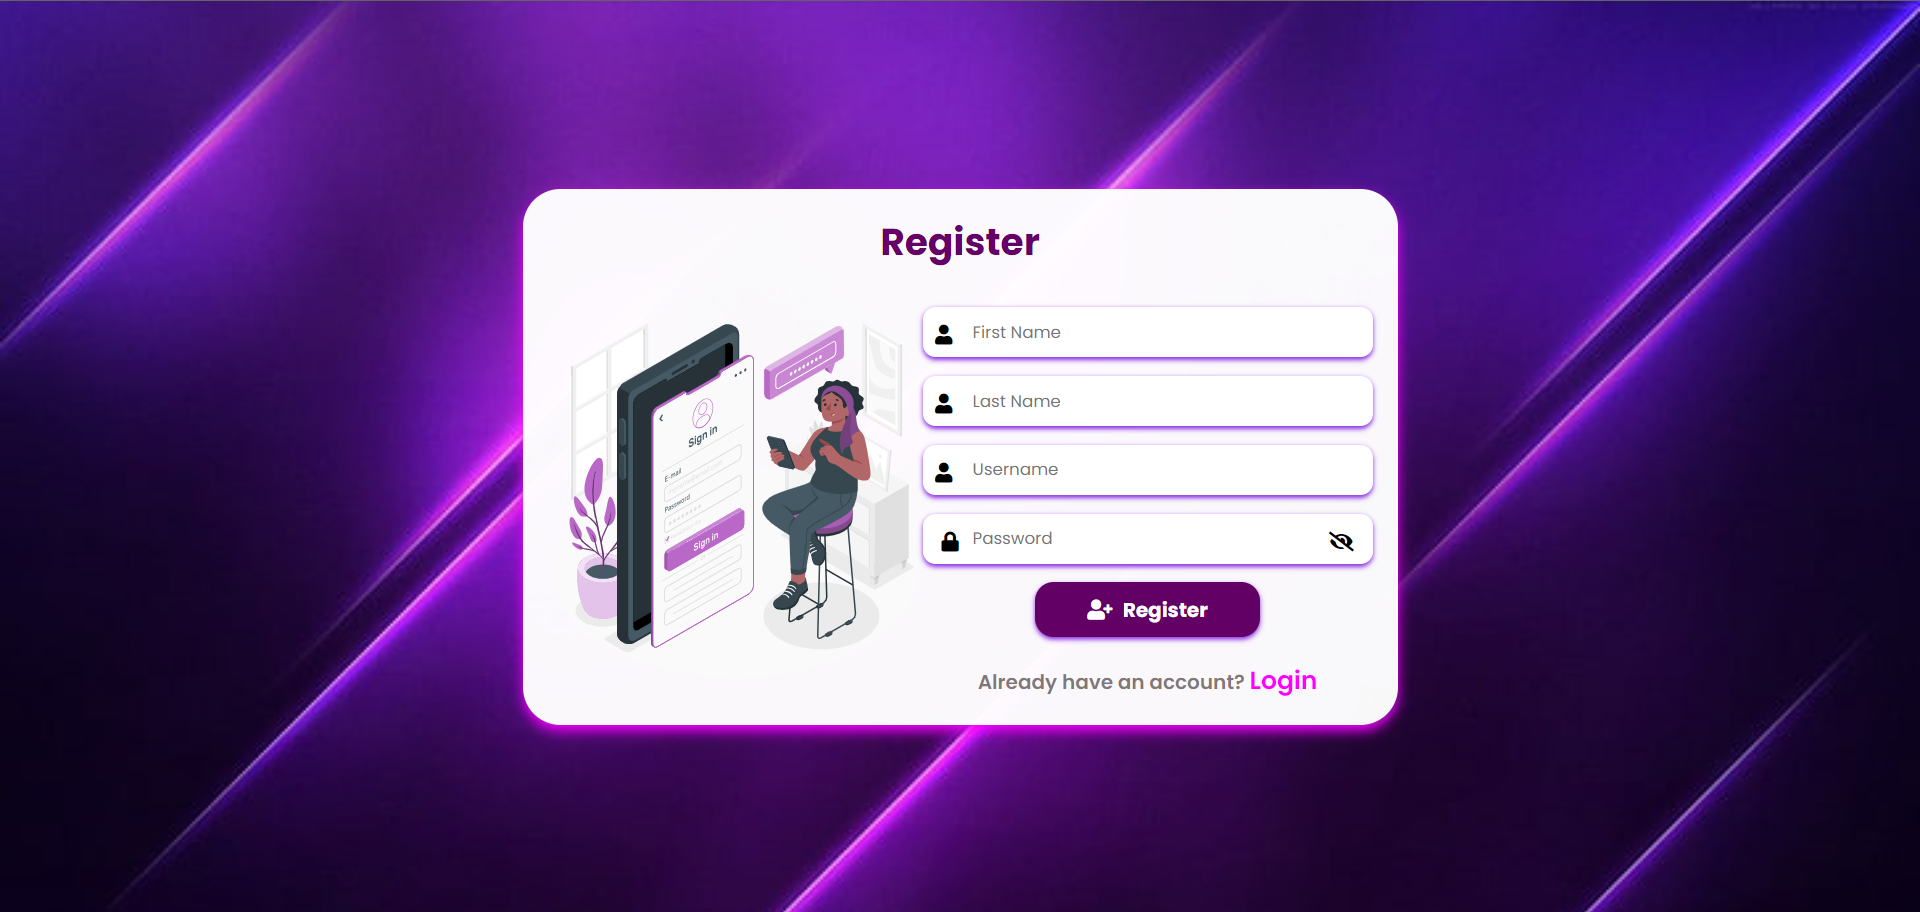 Register
Sign in
E-mail
Password
Sign in
First Name
Last Name
Username
Password
Register
Already have an account? Login